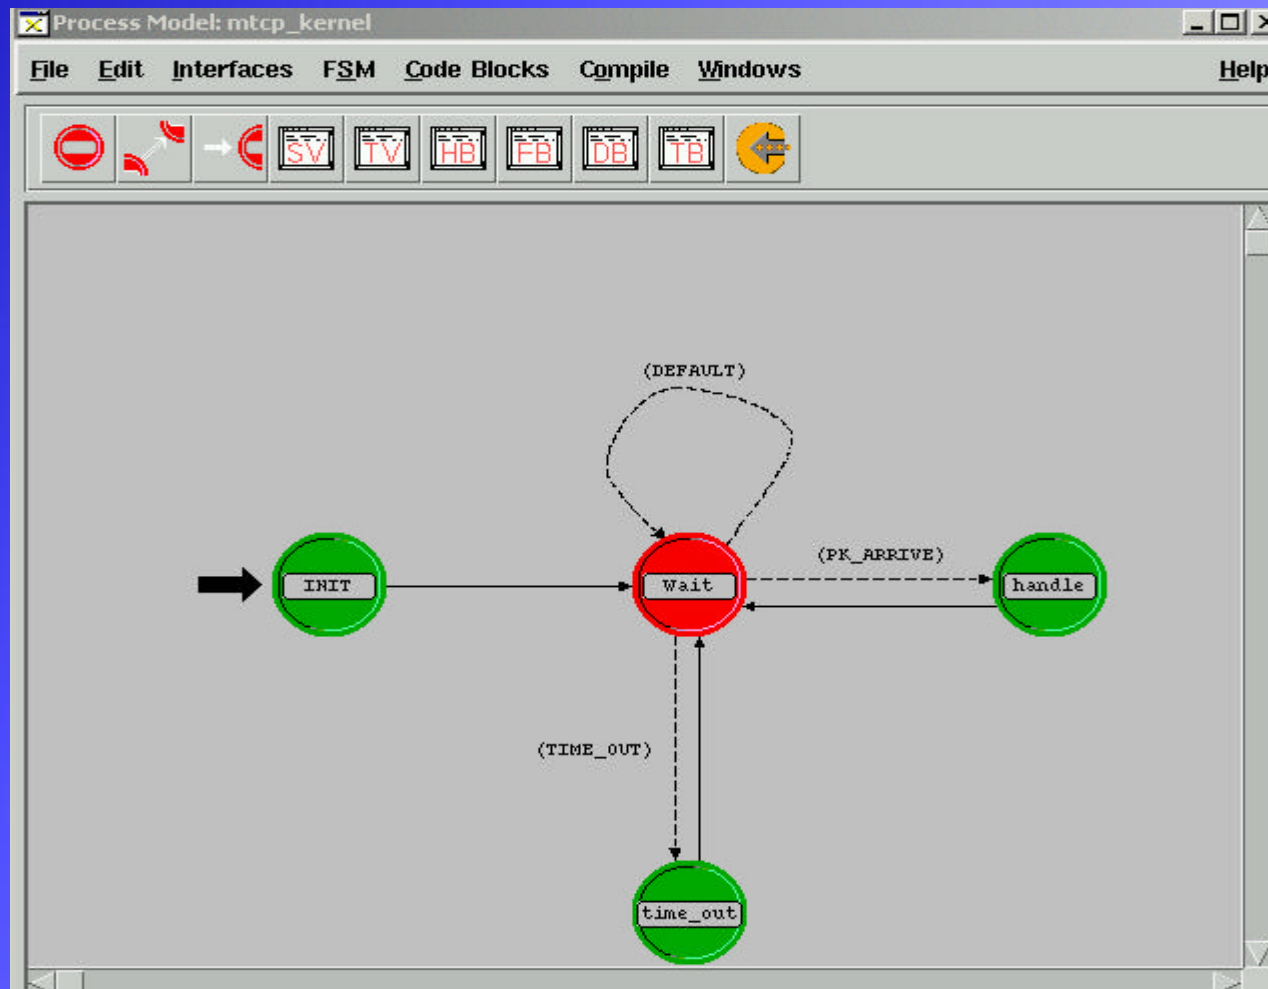 Process Model: mtcp_kernel
File Edit Interfaces FSM Code Blocks Compile Windows Help
SV TV HB FB DB TB
(DEFAULT)
(PK_ARRIVE)
INIT Wait handle
(TIME_OUT)
time_out